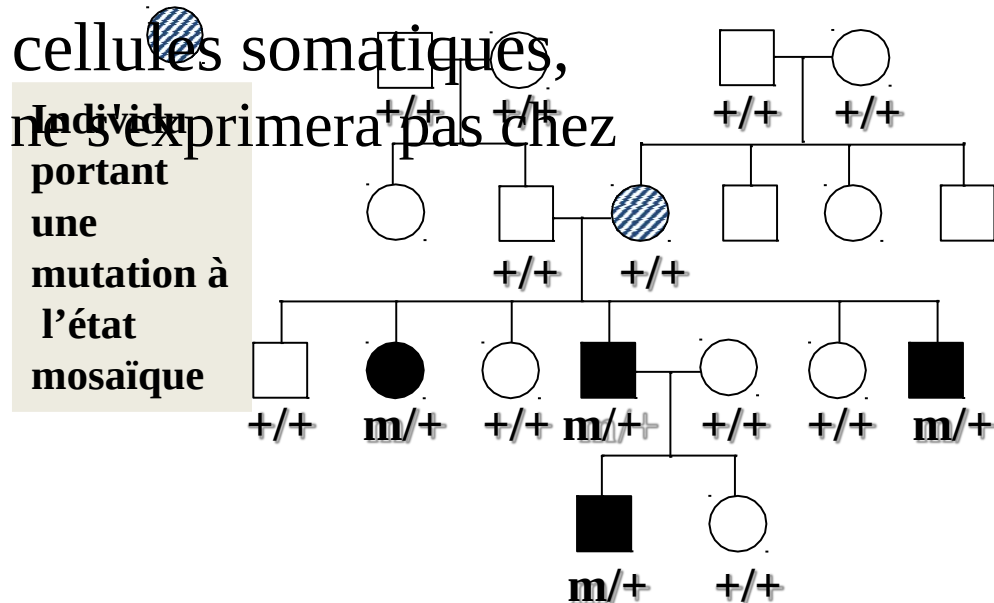 cellules somatiques,
ne s’exprimera pas chez
Individu
portant
une
mutation à
l’état
mosaïque
+/+ +/+ +/+ +/+
+/+ +/+
+/+ m/+ +/+ m/+ +/+ +/+ m/+
m/+ +/+